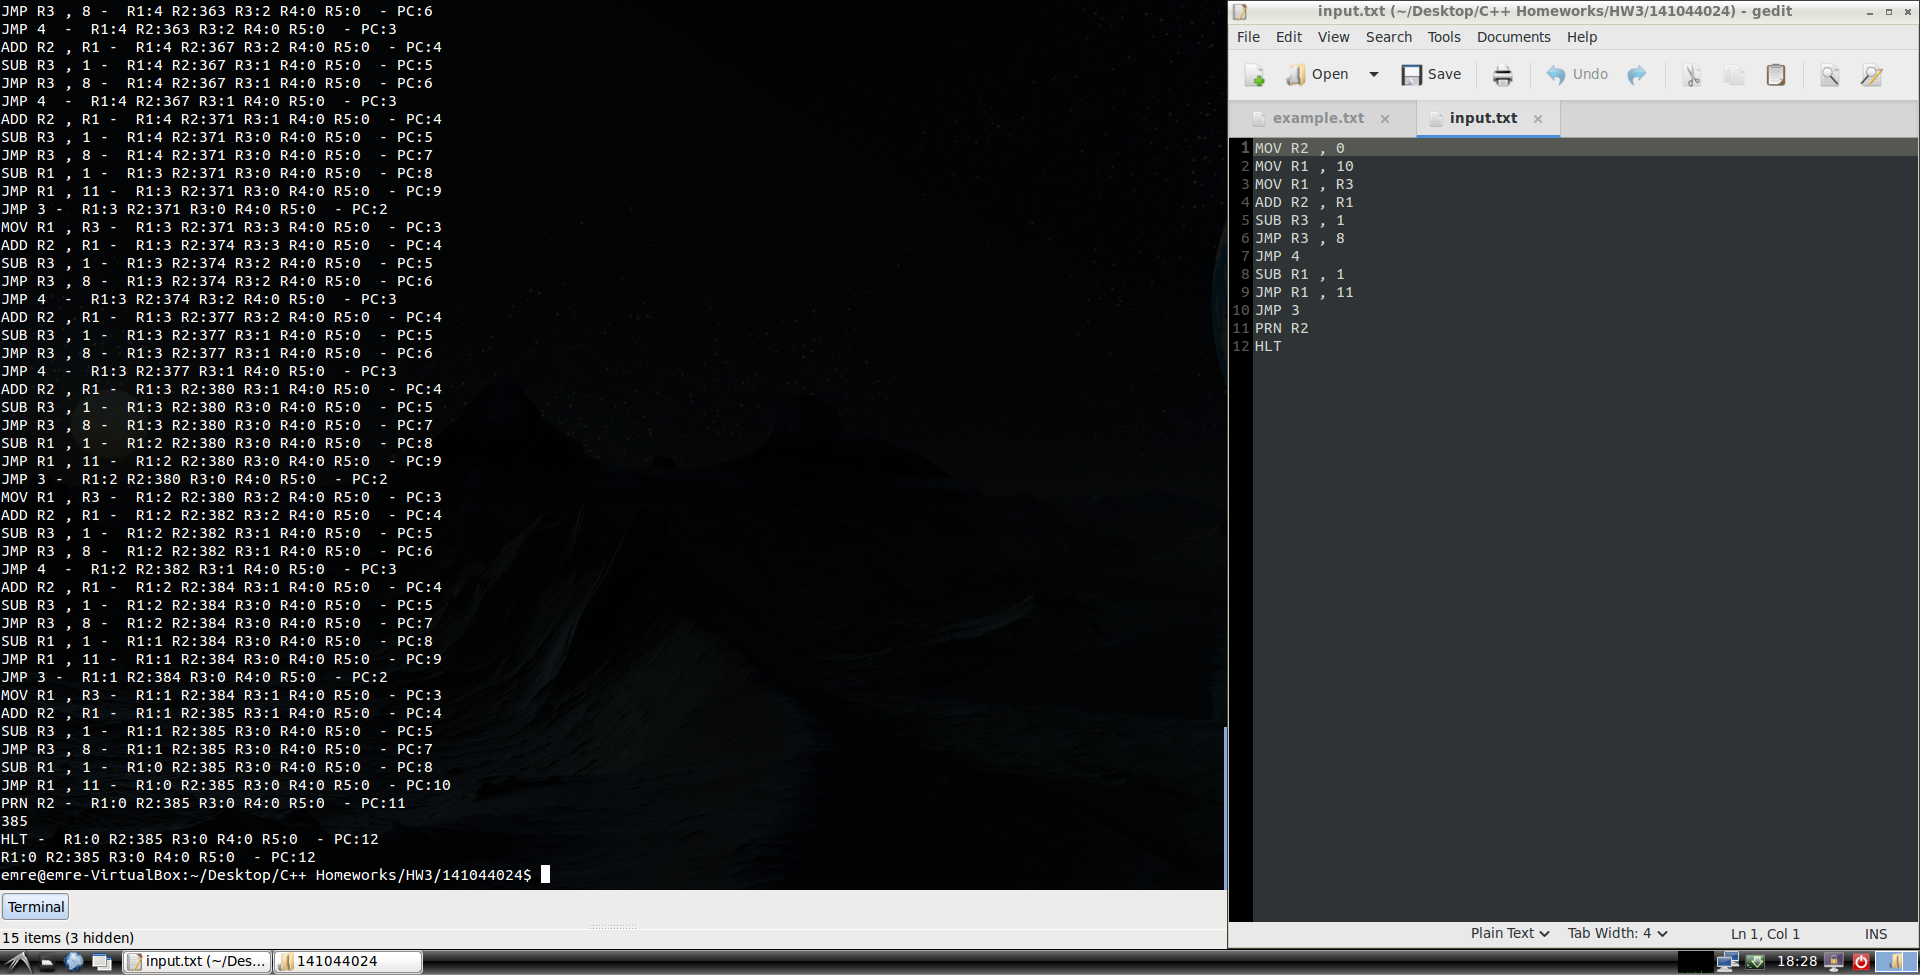 JMP R3 , 8 -  R1:4 R2:363 R3:2 R4:0 R5:0  - PC:6
JMP 4  -  R1:4 R2:363 R3:2 R4:0 R5:0  - PC:3
ADD R2 , R1 -  R1:4 R2:367 R3:2 R4:0 R5:0  - PC:4
SUB R3 , 1 -  R1:4 R2:367 R3:1 R4:0 R5:0  - PC:5
JMP R3 , 8 -  R1:4 R2:367 R3:1 R4:0 R5:0  - PC:6
JMP 4  -  R1:4 R2:367 R3:1 R4:0 R5:0  - PC:3
ADD R2 , R1 -  R1:4 R2:371 R3:1 R4:0 R5:0  - PC:4
SUB R3 , 1 -  R1:4 R2:371 R3:0 R4:0 R5:0  - PC:5
JMP R3 , 8 -  R1:4 R2:371 R3:0 R4:0 R5:0  - PC:7
SUB R1 , 1 -  R1:3 R2:371 R3:0 R4:0 R5:0  - PC:8
JMP R1 , 11 -  R1:3 R2:371 R3:0 R4:0 R5:0  - PC:9
JMP 3 -  R1:3 R2:371 R3:0 R4:0 R5:0  - PC:2
MOV R1 , R3 -  R1:3 R2:371 R3:3 R4:0 R5:0  - PC:3
ADD R2 , R1 -  R1:3 R2:374 R3:3 R4:0 R5:0  - PC:4
SUB R3 , 1 -  R1:3 R2:374 R3:2 R4:0 R5:0  - PC:5
JMP R3 , 8 -  R1:3 R2:374 R3:2 R4:0 R5:0  - PC:6
JMP 4  -  R1:3 R2:374 R3:2 R4:0 R5:0  - PC:3
ADD R2 , R1 -  R1:3 R2:377 R3:2 R4:0 R5:0  - PC:4
SUB R3 , 1 -  R1:3 R2:377 R3:1 R4:0 R5:0  - PC:5
JMP R3 , 8 -  R1:3 R2:377 R3:1 R4:0 R5:0  - PC:6
JMP 4  -  R1:3 R2:377 R3:1 R4:0 R5:0  - PC:3
ADD R2 , R1 -  R1:3 R2:380 R3:1 R4:0 R5:0  - PC:4
SUB R3 , 1 -  R1:3 R2:380 R3:0 R4:0 R5:0  - PC:5
JMP R3 , 8 -  R1:3 R2:380 R3:0 R4:0 R5:0  - PC:7
SUB R1 , 1 -  R1:2 R2:380 R3:0 R4:0 R5:0  - PC:8
JMP R1 , 11 -  R1:2 R2:380 R3:0 R4:0 R5:0  - PC:9
JMP 3 -  R1:2 R2:380 R3:0 R4:0 R5:0  - PC:2
MOV R1 , R3 -  R1:2 R2:380 R3:2 R4:0 R5:0  - PC:3
ADD R2 , R1 -  R1:2 R2:382 R3:2 R4:0 R5:0  - PC:4
SUB R3 , 1 -  R1:2 R2:382 R3:1 R4:0 R5:0  - PC:5
JMP R3 , 8 -  R1:2 R2:382 R3:1 R4:0 R5:0  - PC:6
JMP 4  -  R1:2 R2:382 R3:1 R4:0 R5:0  - PC:3
ADD R2 , R1 -  R1:2 R2:384 R3:1 R4:0 R5:0  - PC:4
SUB R3 , 1 -  R1:2 R2:384 R3:0 R4:0 R5:0  - PC:5
JMP R3 , 8 -  R1:2 R2:384 R3:0 R4:0 R5:0  - PC:7
SUB R1 , 1 -  R1:1 R2:384 R3:0 R4:0 R5:0  - PC:8
JMP R1 , 11 -  R1:1 R2:384 R3:0 R4:0 R5:0  - PC:9
JMP 3 -  R1:1 R2:384 R3:0 R4:0 R5:0  - PC:2
MOV R1 , R3 -  R1:1 R2:384 R3:1 R4:0 R5:0  - PC:3
ADD R2 , R1 -  R1:1 R2:385 R3:1 R4:0 R5:0  - PC:4
SUB R3 , 1 -  R1:1 R2:385 R3:0 R4:0 R5:0  - PC:5
JMP R3 , 8 -  R1:1 R2:385 R3:0 R4:0 R5:0  - PC:7
SUB R1 , 1 -  R1:0 R2:385 R3:0 R4:0 R5:0  - PC:8
JMP R1 , 11 -  R1:0 R2:385 R3:0 R4:0 R5:0  - PC:10
PRN R2 -  R1:0 R2:385 R3:0 R4:0 R5:0  - PC:11
385
HLT -  R1:0 R2:385 R3:0 R4:0 R5:0  - PC:12
R1:0 R2:385 R3:0 R4:0 R5:0  - PC:12
emre@emre-VirtualBox:~/Desktop/C++ Homeworks/HW3/141044024$
Terminal
15 items (3 hidden)
input.txt (~/Desktop/C++ Homeworks/HW3/141044024) - gedit
File Edit View Search Tools Documents Help
Open Save Undo
example.txt input.txt
1 MOV R2 , 0
2 MOV R1 , 10
3 MOV R1 , R3
4 ADD R2 , R1
5 SUB R3 , 1
6 JMP R3 , 8
7 JMP 4
8 SUB R1 , 1
9 JMP R1 , 11
10 JMP 3
11 PRN R2
12 HLT
Plain Text Tab Width: 4 Ln 1, Col 1 INS
input.txt (~/Des... 141044024 18:28